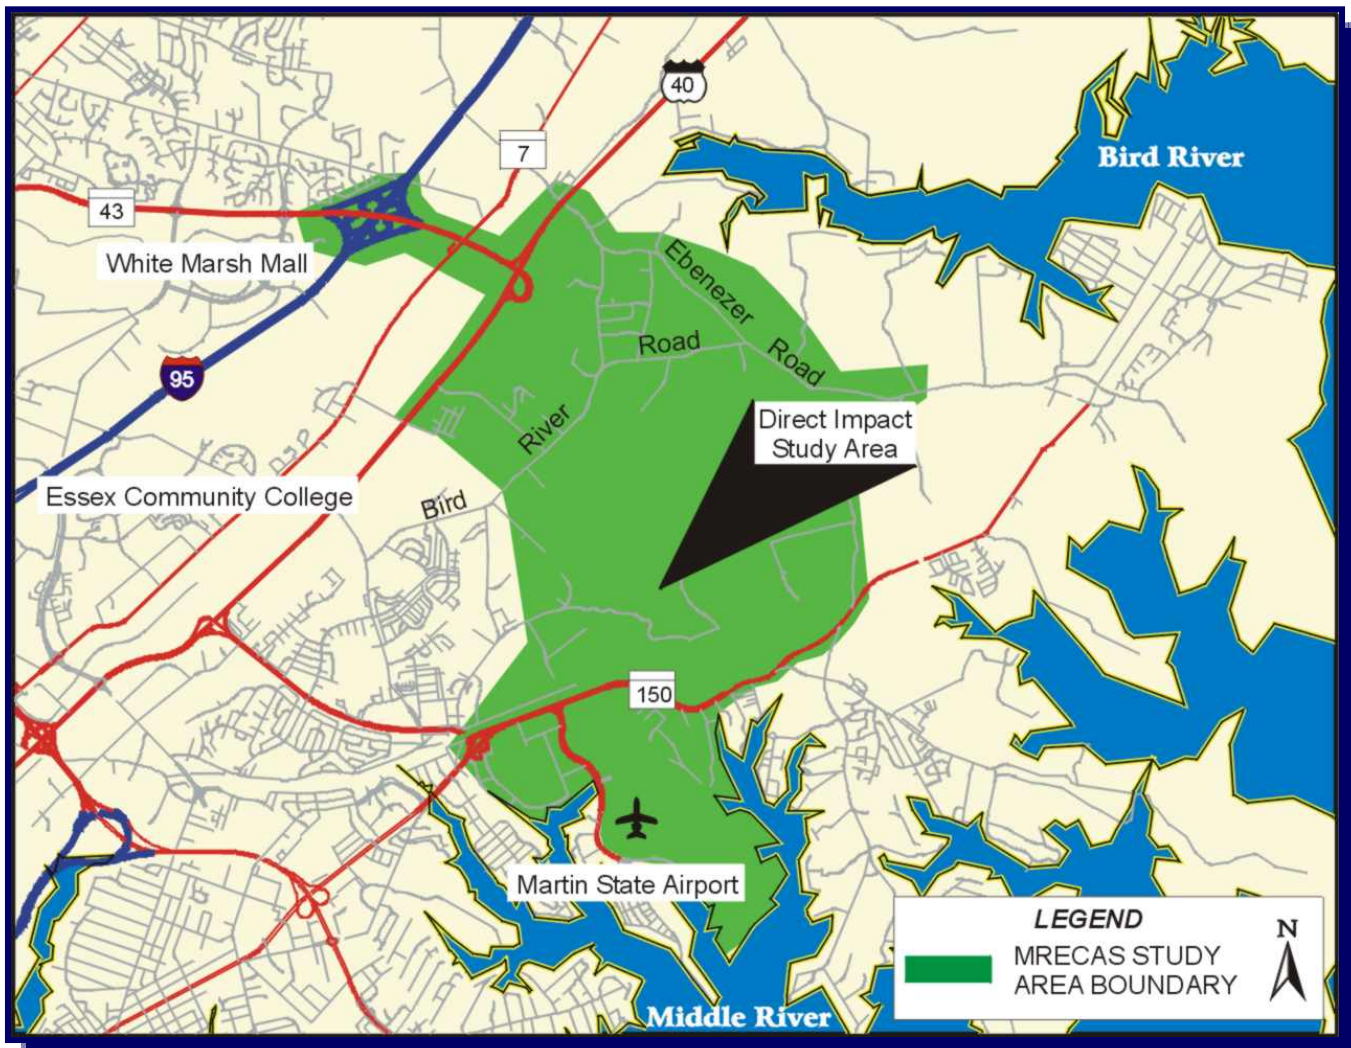 40
7
Bird River
43
White Marsh Mall
Ebenezer
Road
Road
95
Direct Impact
Study Area
River
Essex Community College
Bird
150
Martin State Airport
LEGEND
N
MRECAS STUDY
AREA BOUNDARY
Middle River